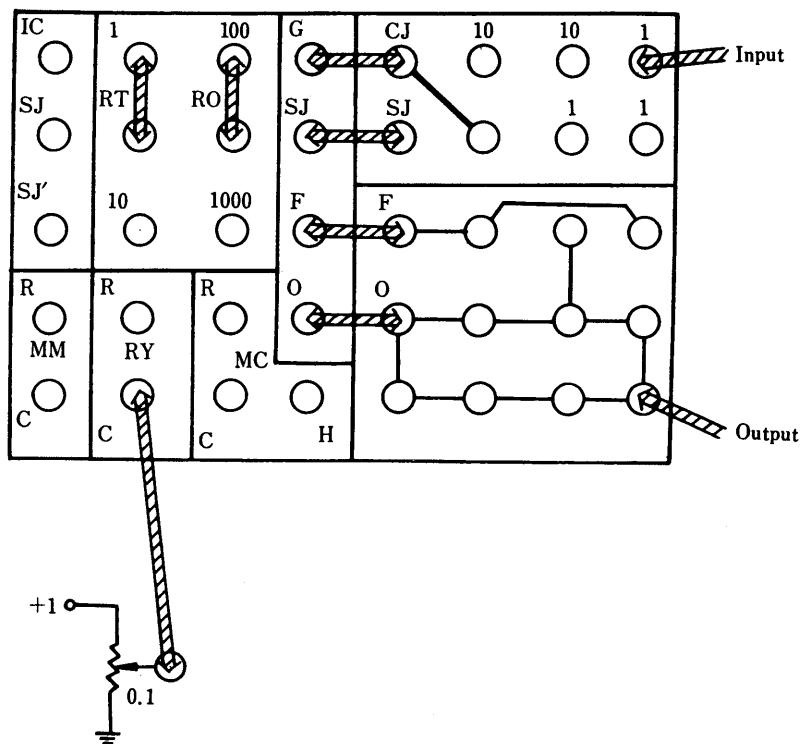 IC 1 100 G CJ 10 10 1
Input
RT RO
SJ SJ SJ 1 1
SJ′ 10 1000 F F
R R R O O
MM RY MC
C C C H
Output
+1
0.1